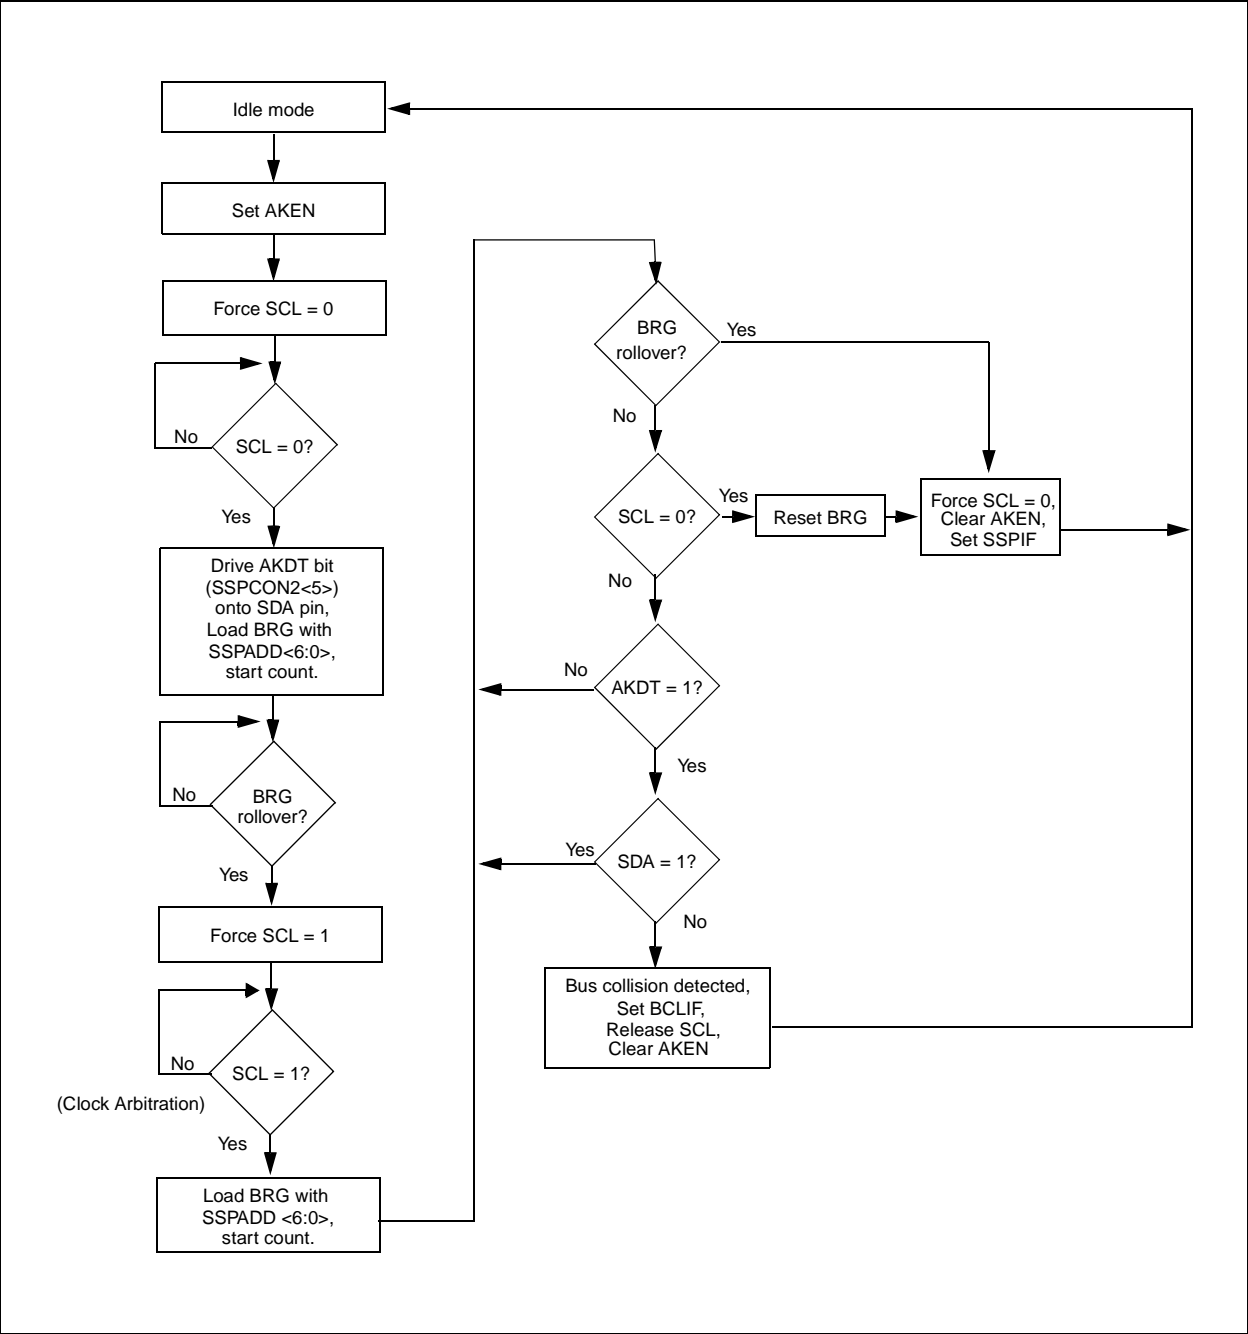 Idle mode
Set AKEN
Force SCL = 0
SCL = 0?
No
Yes
Drive AKDT bit
(SSPCON2<5>)
onto SDA pin,
Load BRG with
SSPADD<6:0>,
start count.
BRG
rollover?
No
Yes
Force SCL = 1
SCL = 1?
No
(Clock Arbitration)
Yes
Load BRG with
SSPADD <6:0>,
start count.
BRG
rollover?
Yes
No
SCL = 0?
Yes
Reset BRG
Force SCL = 0,
Clear AKEN,
Set SSPIF
No
AKDT = 1?
No
Yes
SDA = 1?
Yes
No
Bus collision detected,
Set BCLIF,
Release SCL,
Clear AKEN